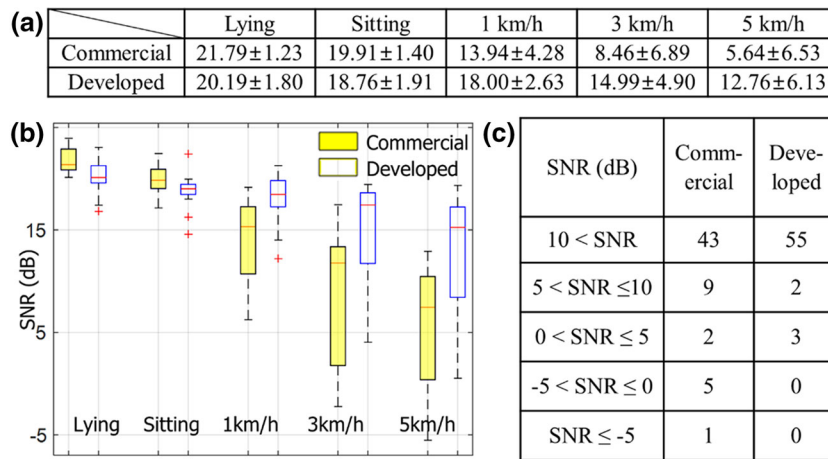 (a)
Lying Sitting 1 km/h 3 km/h 5 km/h
Commercial 21.79±1.23 19.91±1.40 13.94±4.28 8.46±6.89 5.64±6.53
Developed 20.19±1.80 18.76±1.91 18.00±2.63 14.99±4.90 12.76±6.13
(b)
Commercial
Developed
SNR (dB)
15
5
-5
Lying Sitting 1km/h 3km/h 5km/h
(c)
SNR (dB) Comm-
ercial Deve-
loped
10 < SNR 43 55
5 < SNR ≤10 9 2
0 < SNR ≤ 5 2 3
-5 < SNR ≤ 0 5 0
SNR ≤ -5 1 0